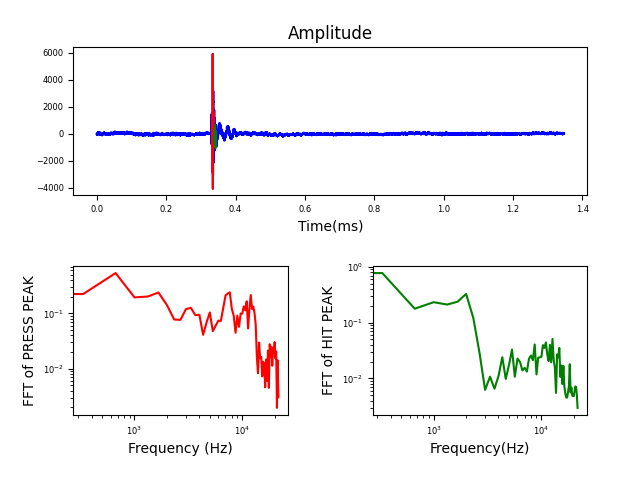 Amplitude
6000
4000
2000
0
−2000
−4000
0.0 0.2 0.4 0.6 0.8 1.0 1.2 1.4
Time(ms)
FFT of PRESS PEAK
10⁻¹
10⁻²
10³ 10⁴
Frequency (Hz)
FFT of HIT PEAK
10⁰
10⁻¹
10⁻²
10³ 10⁴
Frequency(Hz)